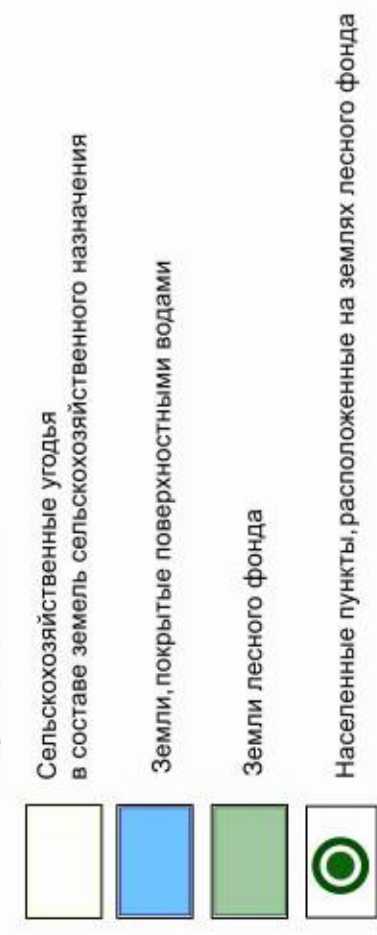 Сельскохозяйственные угодья
в составе земель сельскохозяйственного назначения
Земли,покрытые поверхностными водами
Земли лесного фонда
Населенные пункты,расположенные на землях лесного фонда